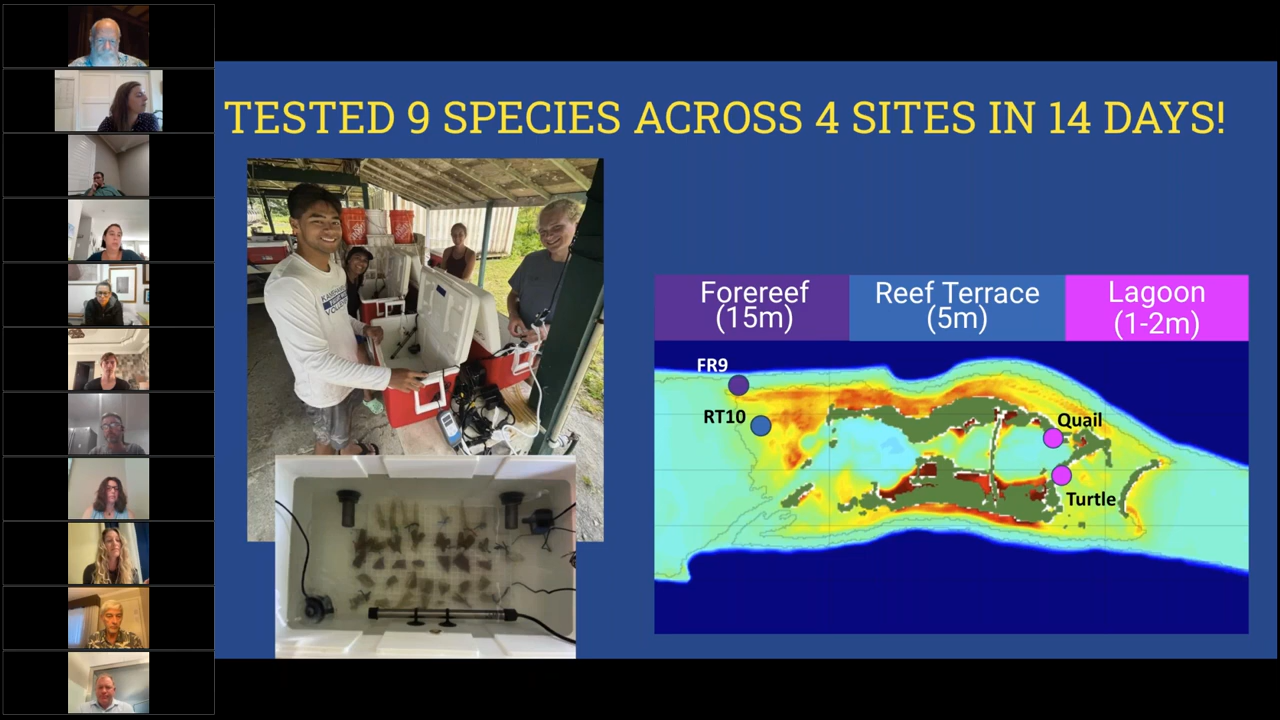 TESTED 9 SPECIES ACROSS 4 SITES IN 14 DAYS!
Forereef
(15m)
Reef Terrace
(5m)
Lagoon
(1-2m)
FR9
RT10
Quail
Turtle